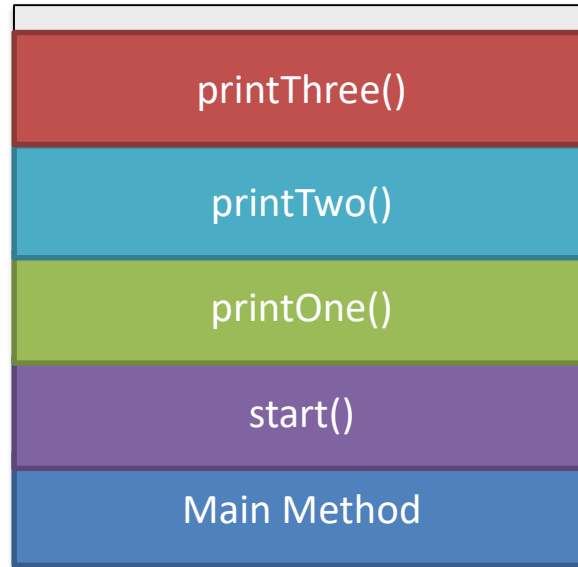 printThree()
printTwo()
printOne()
start()
Main Method